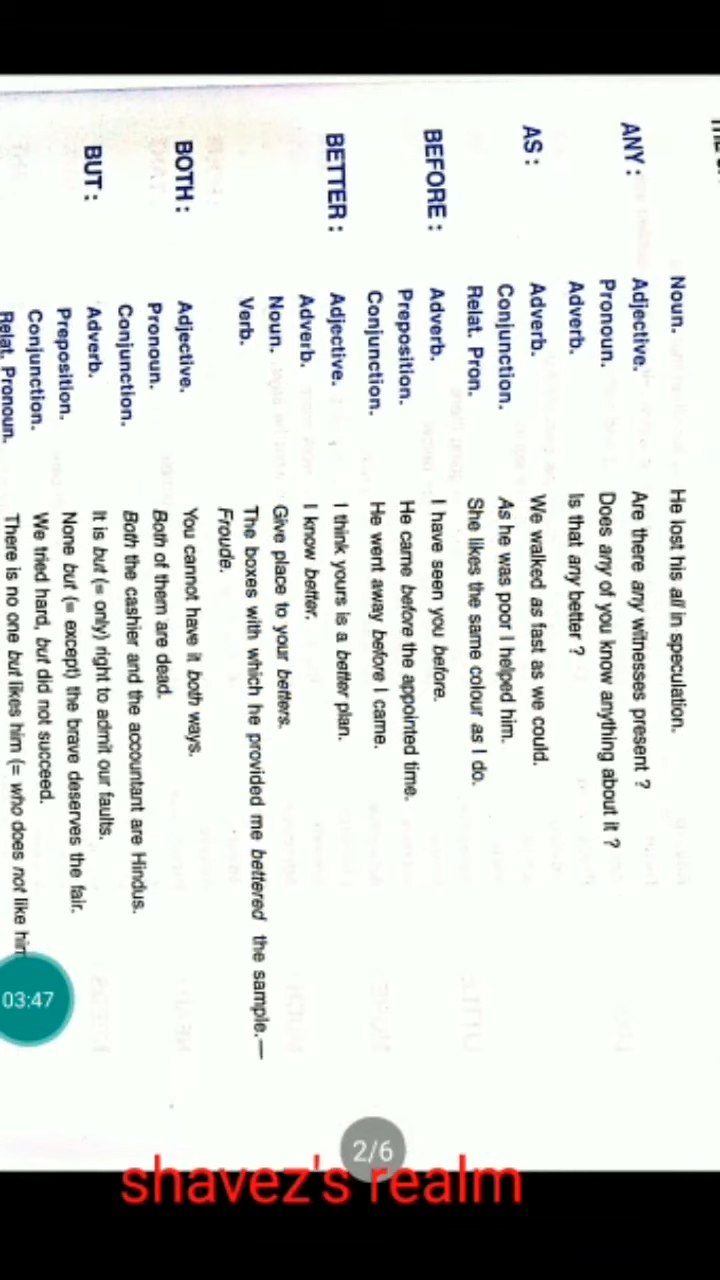 Noun. He lost his all in speculation.
ANY : Adjective. Are there any witnesses present ?
Pronoun. Does any of you know anything about it ?
Adverb. Is that any better ?
AS : Adverb. We walked as fast as we could.
Conjunction. As he was poor I helped him.
Relat. Pron. She likes the same colour as I do.
BEFORE : Adverb. I have seen you before.
Preposition. He came before the appointed time.
Conjunction. He went away before I came.
BETTER : Adjective. I think yours is a better plan.
Adverb. I know better.
Noun. Give place to your betters.
Verb. The boxes with which he provided me bettered the sample.—
Froude.
BOTH : Adjective. You cannot have it both ways.
Pronoun. Both of them are dead.
Conjunction. Both the cashier and the accountant are Hindus.
BUT : Adverb. It is but (= only) right to admit our faults.
Preposition. None but (= except) the brave deserves the fair.
Conjunction. We tried hard, but did not succeed.
Relat. Pronoun. There is no one but likes him (= who does not like him
03:47
2/6
shavez's realm